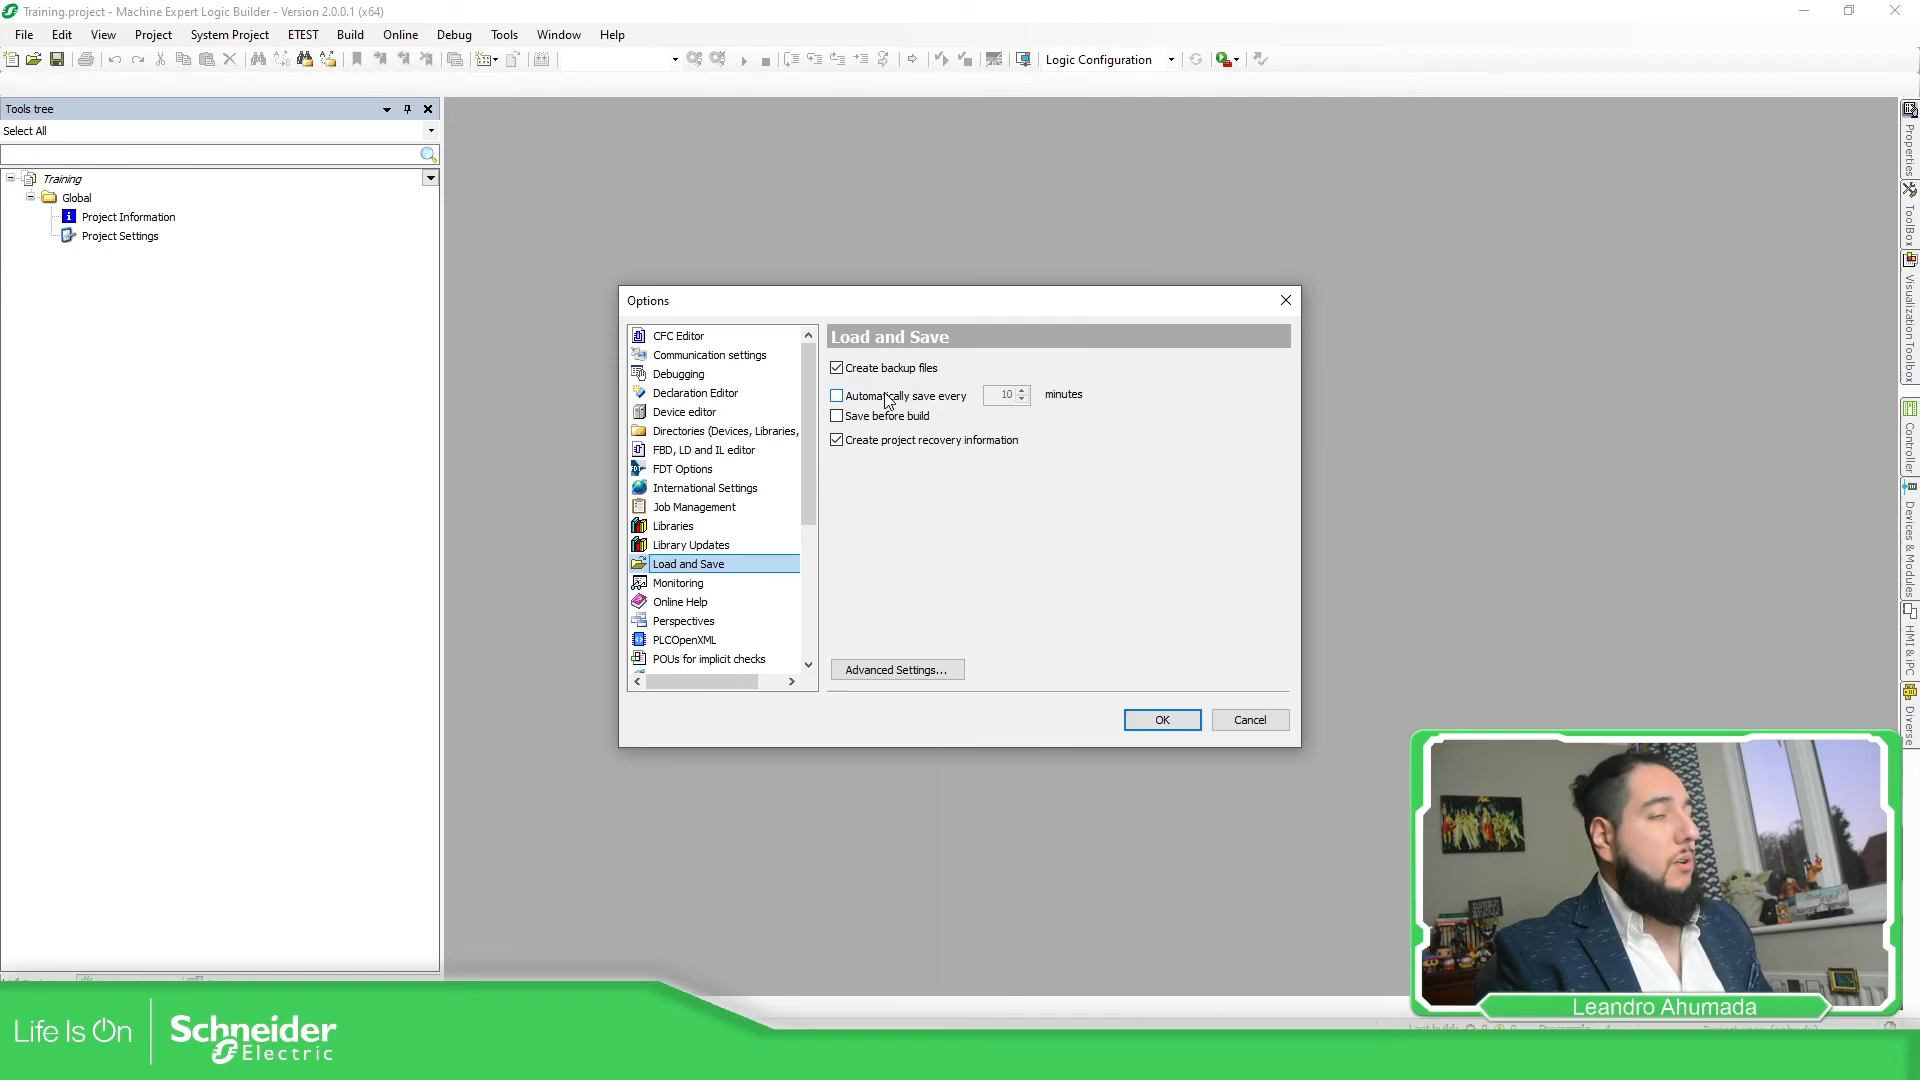 Training.project - Machine Expert Logic Builder - Version 2.0.0.1 (x64)
File Edit View Project System Project ETEST Build Online Debug Tools Window Help
Logic Configuration
Tools tree
Select All
Training
Global
Project Information
Project Settings
Options
CFC Editor
Communication settings
Debugging
Declaration Editor
Device editor
Directories (Devices, Libraries,
FBD, LD and IL editor
FDT Options
International Settings
Job Management
Libraries
Library Updates
Load and Save
Monitoring
Online Help
Perspectives
PLCOpenXML
POUs for implicit checks
Load and Save
Create backup files
Automatically save every 10 minutes
Save before build
Create project recovery information
Advanced Settings...
OK Cancel
Properties
ToolBox
Visualization Toolbox
Controller
Devices & Modules
HMI & iPC
Diverse
Leandro Ahumada
Life Is On
Schneider
Electric